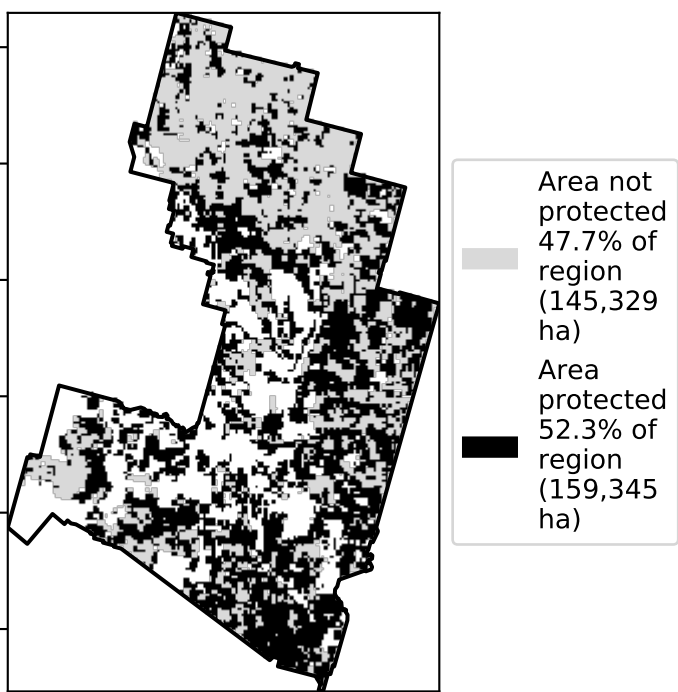 Area not
protected
47.7% of
region
(145,329
ha)
Area
protected
52.3% of
region
(159,345
ha)